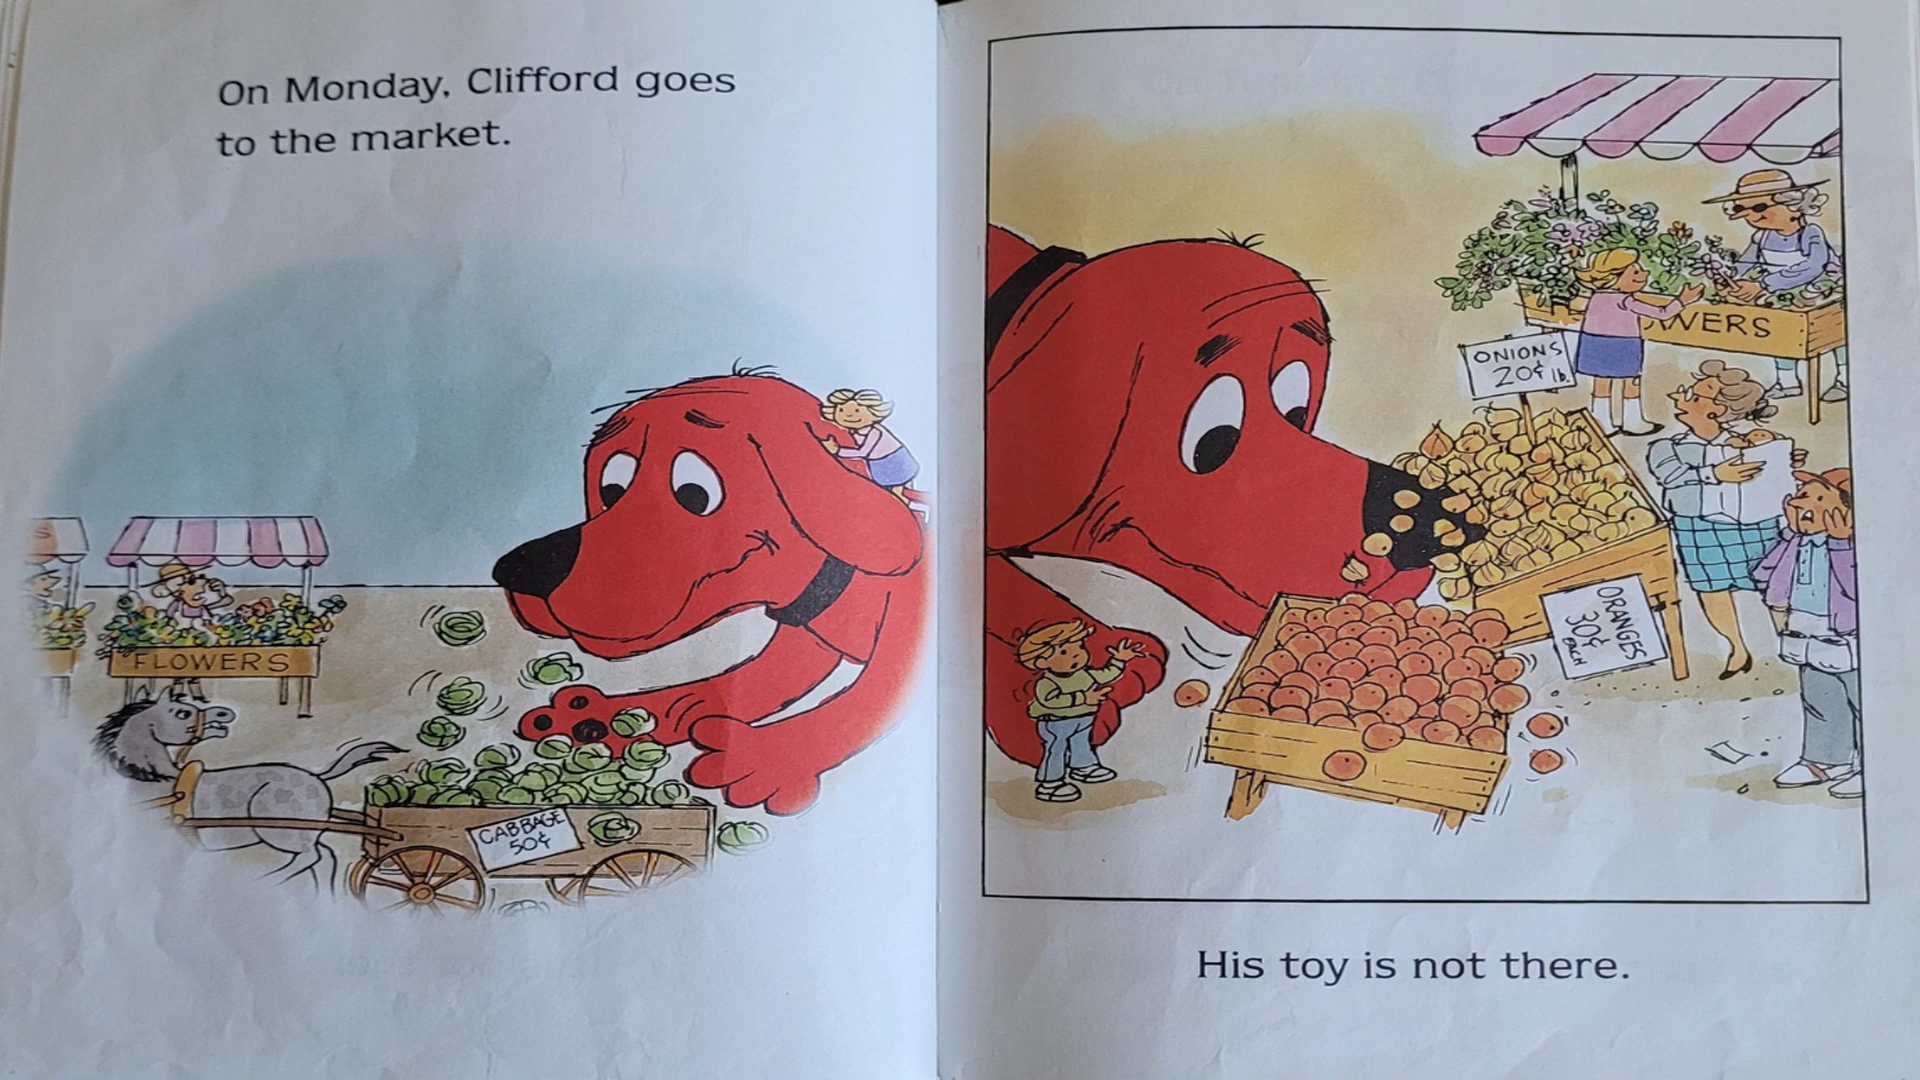 On Monday, Clifford goes
to the market.
S
FLOWERS
CABBAGE
50¢
ONIONS
20¢ lb.
OWERS
ORANGES
30¢
EACH
His toy is not there.